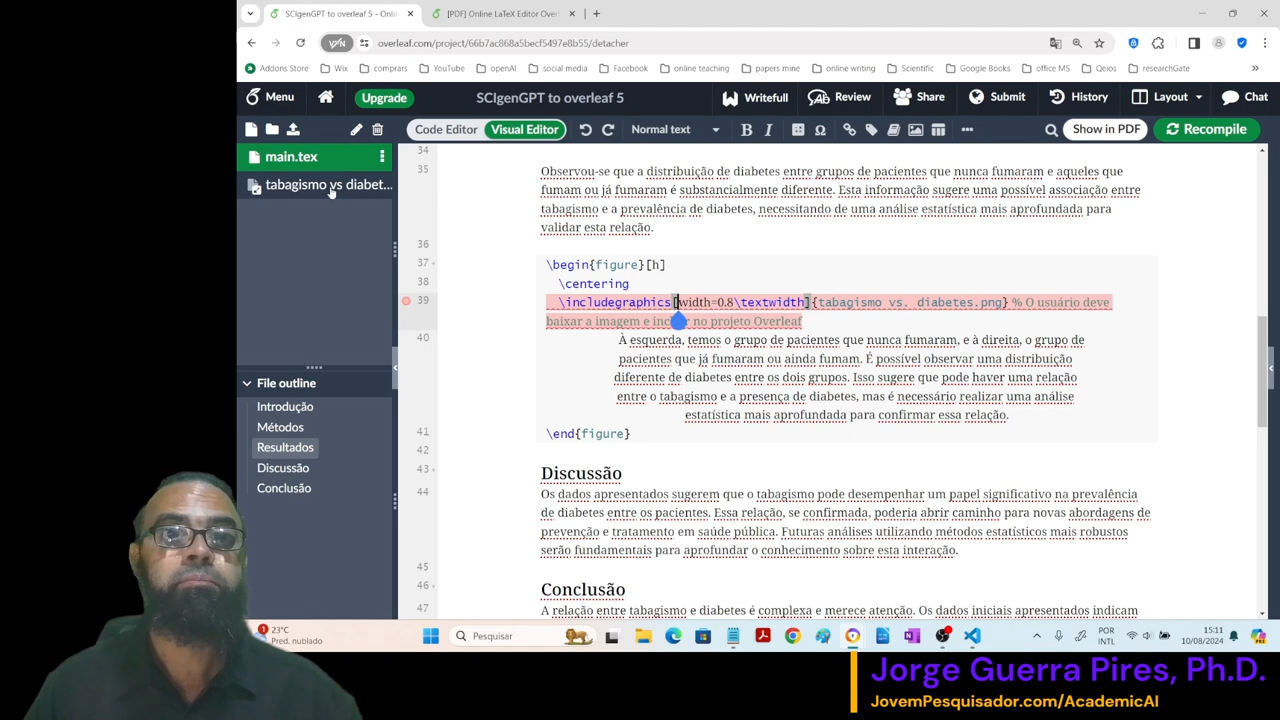 SCIgenGPT to overleaf 5 - Onli
[PDF] Online LaTeX Editor Over
VPN
overleaf.com/project/66b7ac868a5becf5497e8b55/detacher
Addons Store Wix comprars YouTube openAI social media Facebook online teaching papers mine online writing Scientific Google Books office MS Qeios researchGate
Menu Upgrade SCIgenGPT to overleaf 5 Writefull Review Share Submit History Layout Chat
Code Editor Visual Editor Normal text B I Ω Show in PDF Recompile
main.tex
tabagismo vs diabet...
File outline
Introdução
Métodos
Resultados
Discussão
Conclusão
34
35 Observou-se que a distribuição de diabetes entre grupos de pacientes que nunca fumaram e aqueles que
fumam ou já fumaram é substancialmente diferente. Esta informação sugere uma possível associação entre
tabagismo e a prevalência de diabetes, necessitando de uma análise estatística mais aprofundada para
validar esta relação.
36
37 \begin{figure}[h]
38 \centering
39 \includegraphics[width=0.8\textwidth]{tabagismo vs. diabetes.png} % O usuário deve
baixar a imagem e incluir no projeto Overleaf
40 À esquerda, temos o grupo de pacientes que nunca fumaram, e à direita, o grupo de
pacientes que já fumaram ou ainda fumam. É possível observar uma distribuição
diferente de diabetes entre os dois grupos. Isso sugere que pode haver uma relação
entre o tabagismo e a presença de diabetes, mas é necessário realizar uma análise
estatística mais aprofundada para confirmar essa relação.
41 \end{figure}
42
43 Discussão
44 Os dados apresentados sugerem que o tabagismo pode desempenhar um papel significativo na prevalência
de diabetes entre os pacientes. Essa relação, se confirmada, poderia abrir caminho para novas abordagens de
prevenção e tratamento em saúde pública. Futuras análises utilizando métodos estatísticos mais robustos
serão fundamentais para aprofundar o conhecimento sobre esta interação.
45
46 Conclusão
47 A relação entre tabagismo e diabetes é complexa e merece atenção. Os dados iniciais apresentados indicam
23°C
Pred. nublado
Pesquisar
POR
INTL
15:11
10/08/2024
Jorge Guerra Pires, Ph.D.
JovemPesquisador.com/AcademicAI